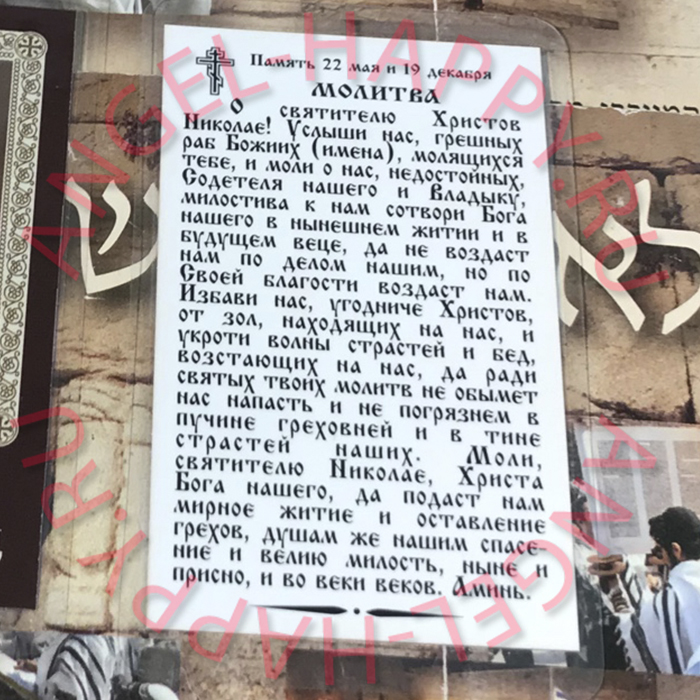 Память 22 мая и 19 декабря
МОЛИТВА
О святителю Христов
Николае! Услыши нас, грешных
раб Божиих (имена), молящихся
тебе, и моли о нас, недостойных,
Содетеля нашего и Владыку,
милостива к нам сотвори Бога
нашего в нынешнем житии и в
будущем веце, да не воздаст
нам по делом нашим, но по
Своей благости воздаст нам.
Избави нас, угодниче Христов,
от зол, находящих на нас, и
укроти волны страстей и бед,
возстающих на нас, да ради
святых твоих молитв не обымет
нас напасть и не погрязнем в
пучине греховней и в тине
страстей наших. Моли,
святителю Николае, Христа
Бога нашего, да подаст нам
мирное житие и оставление
грехов, душам же нашим спасе-
ние и велию милость, ныне и
присно, и во веки веков. Аминь.
ANGEL-HAPPY.RU
ANGEL-HAPPY.RU